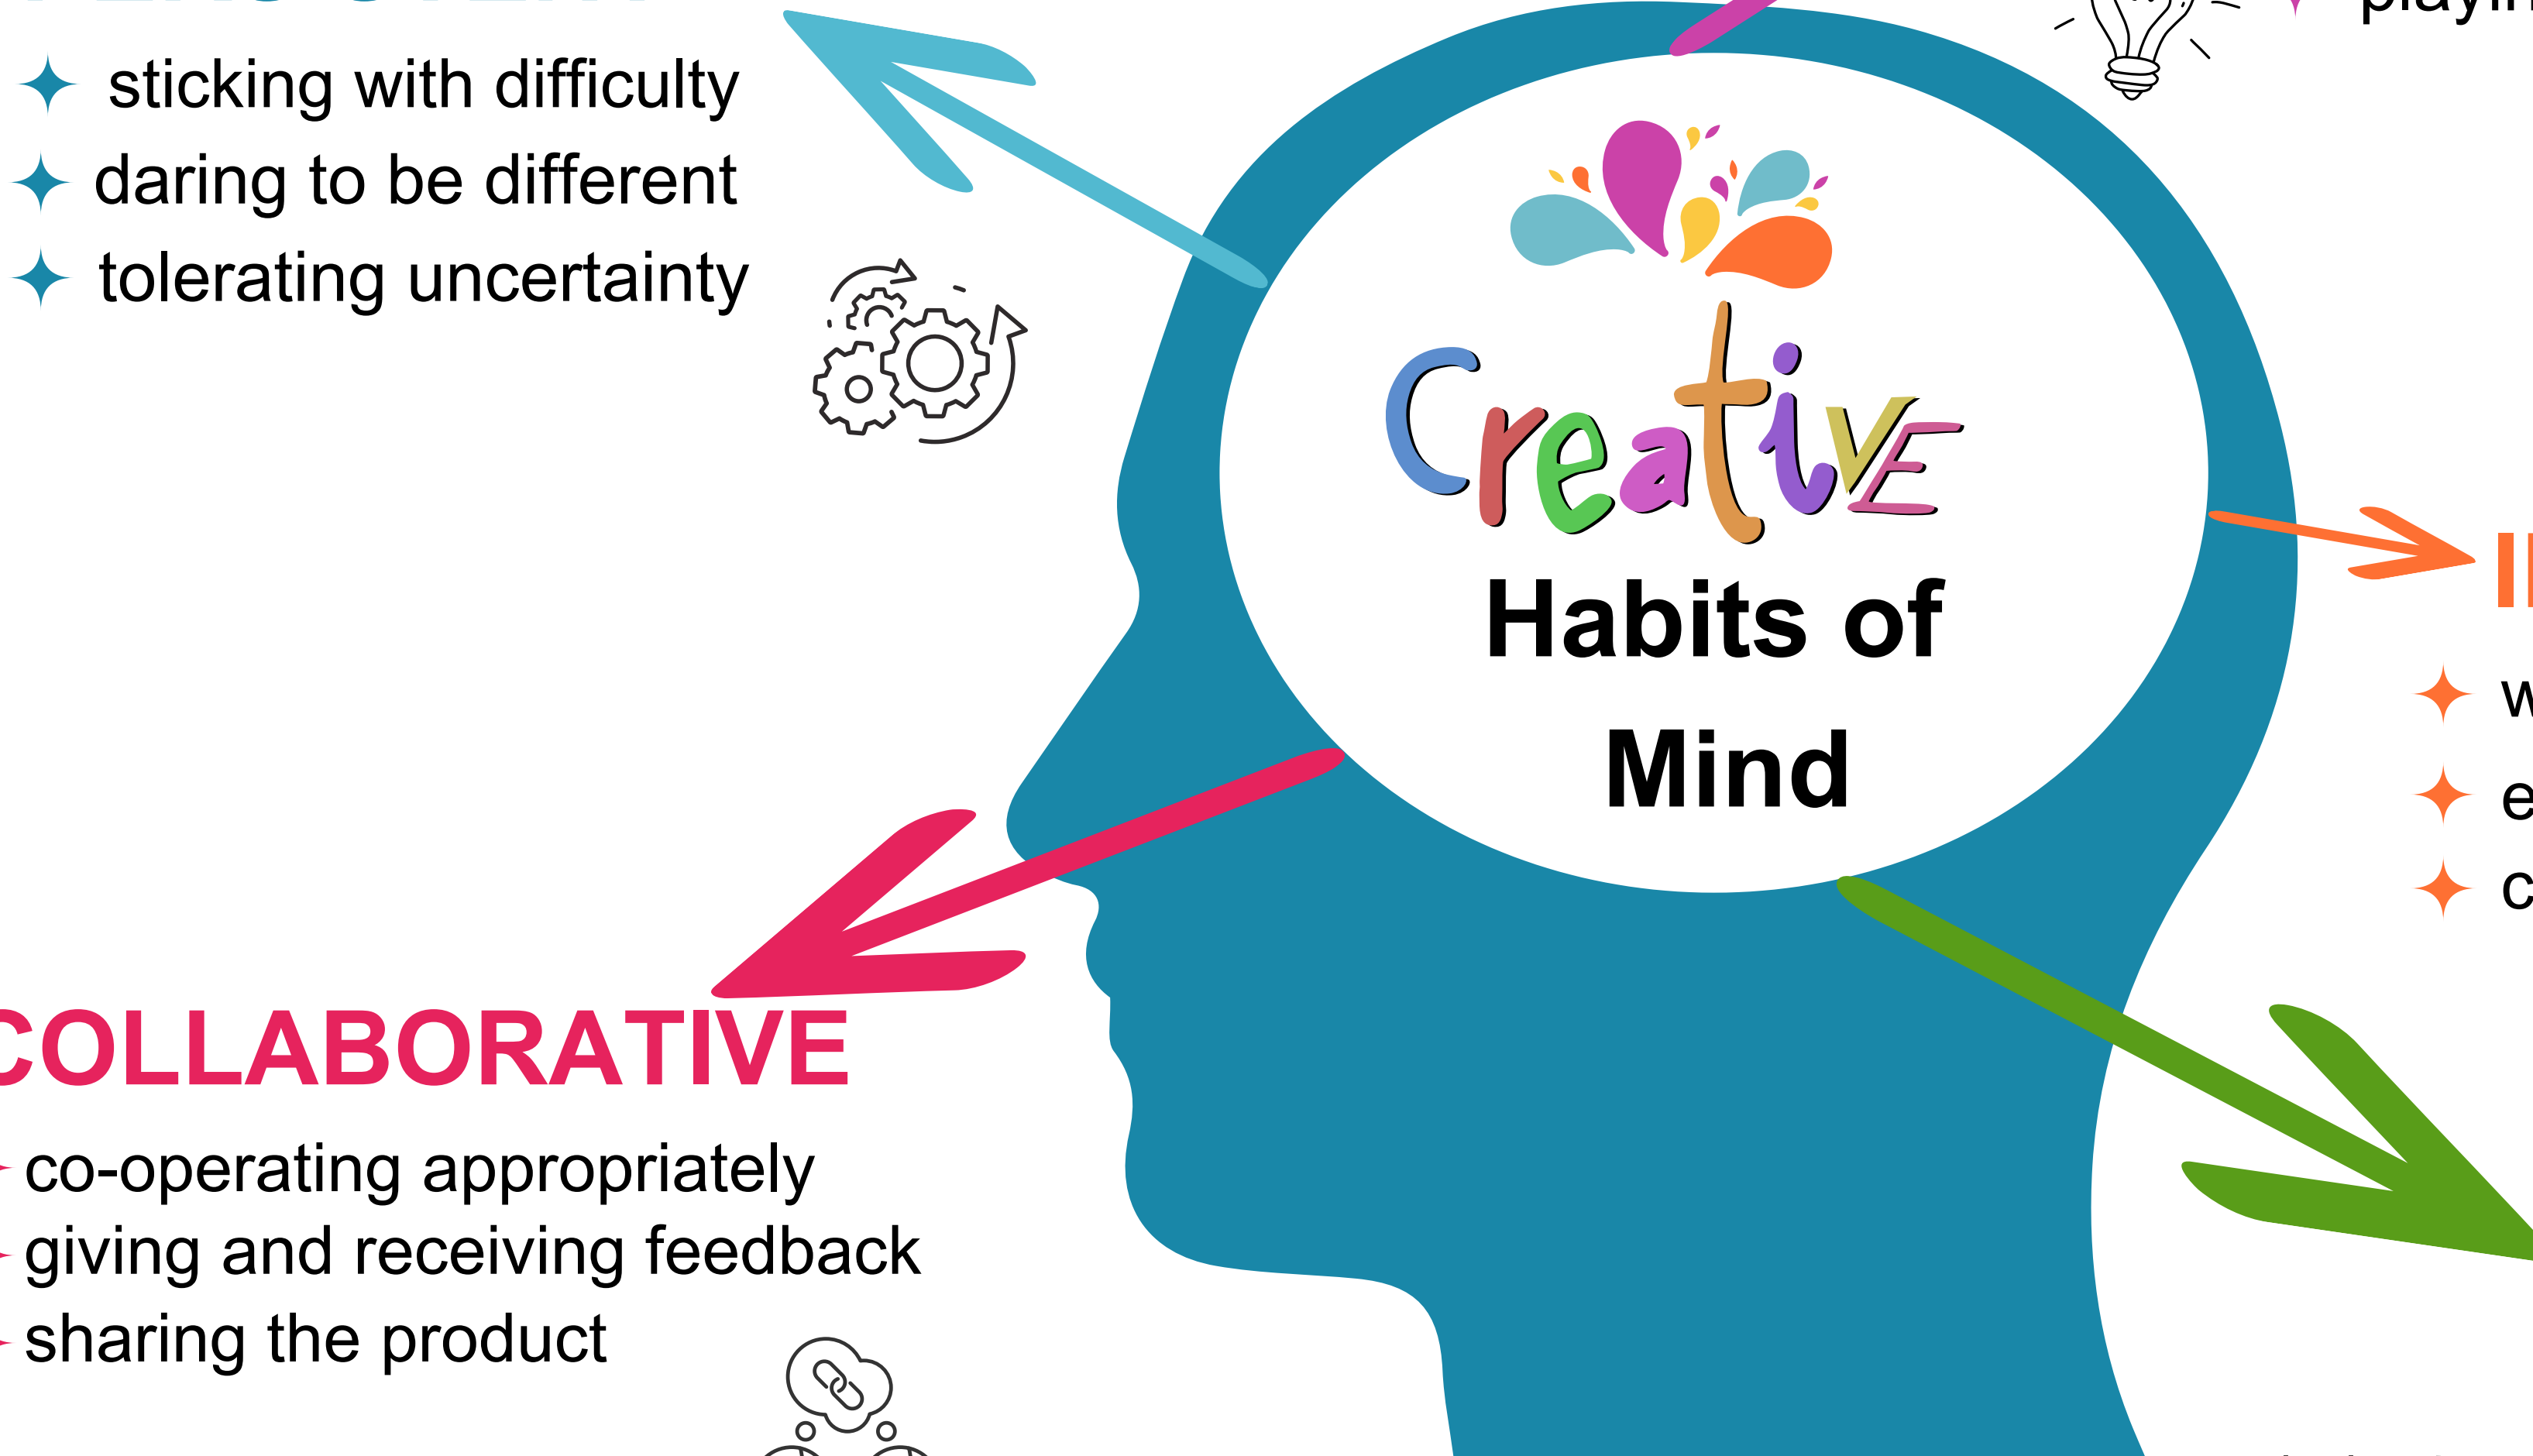 sticking with difficulty
daring to be different
tolerating uncertainty
Creative
Habits of
Mind
COLLABORATIVE
co-operating appropriately
giving and receiving feedback
sharing the product